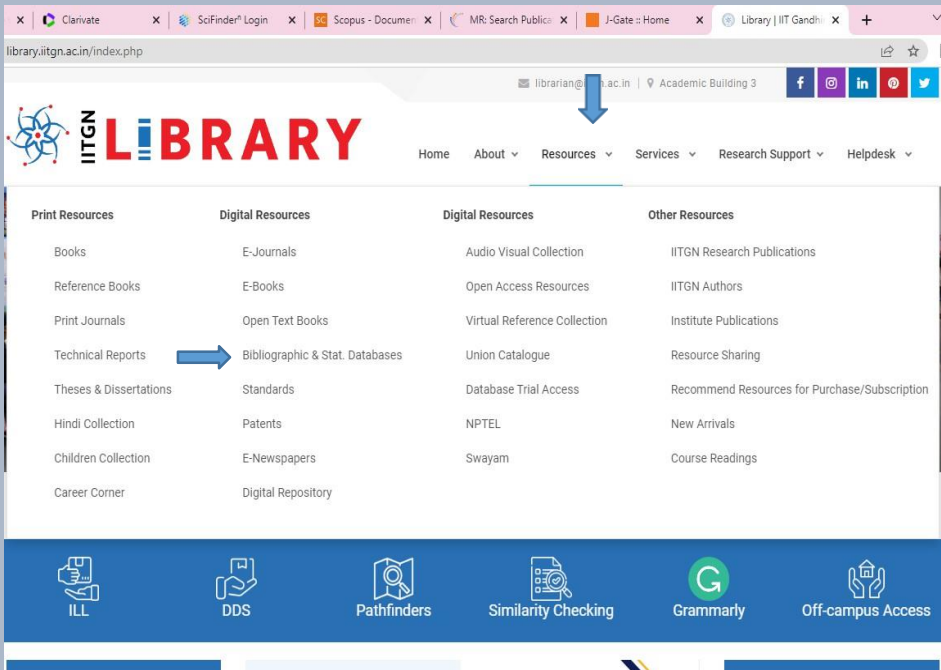 Clarivate
SciFinder® Login
SC Scopus - Documen
MR: Search Publica
J-Gate :: Home
Library | IIT Gandhi
library.iitgn.ac.in/index.php
librarian@ .ac.in | Academic Building 3
IITGN LiBRARY
Home About Resources Services Research Support Helpdesk
Print Resources
Books
Reference Books
Print Journals
Technical Reports
Theses & Dissertations
Hindi Collection
Children Collection
Career Corner
Digital Resources
E-Journals
E-Books
Open Text Books
Bibliographic & Stat. Databases
Standards
Patents
E-Newspapers
Digital Repository
Digital Resources
Audio Visual Collection
Open Access Resources
Virtual Reference Collection
Union Catalogue
Database Trial Access
NPTEL
Swayam
Other Resources
IITGN Research Publications
IITGN Authors
Institute Publications
Resource Sharing
Recommend Resources for Purchase/Subscription
New Arrivals
Course Readings
ILL
DDS
Pathfinders
Similarity Checking
Grammarly
Off-campus Access